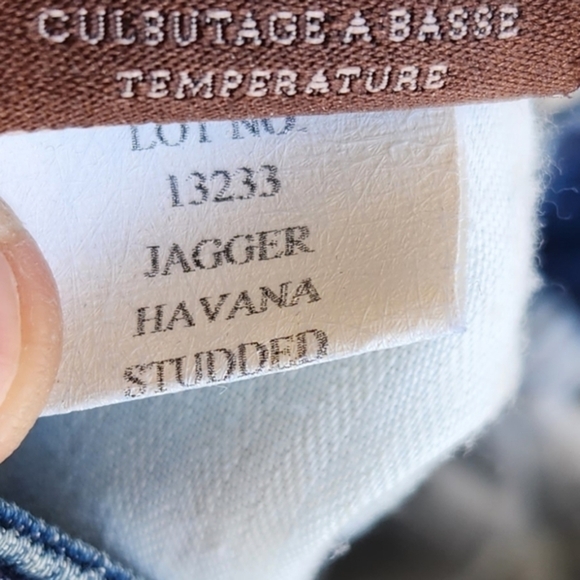 CULBUTAGE A BASSE
TEMPERATURE
LOT NO.
13233
JAGGER
HAVANA
STUDDED